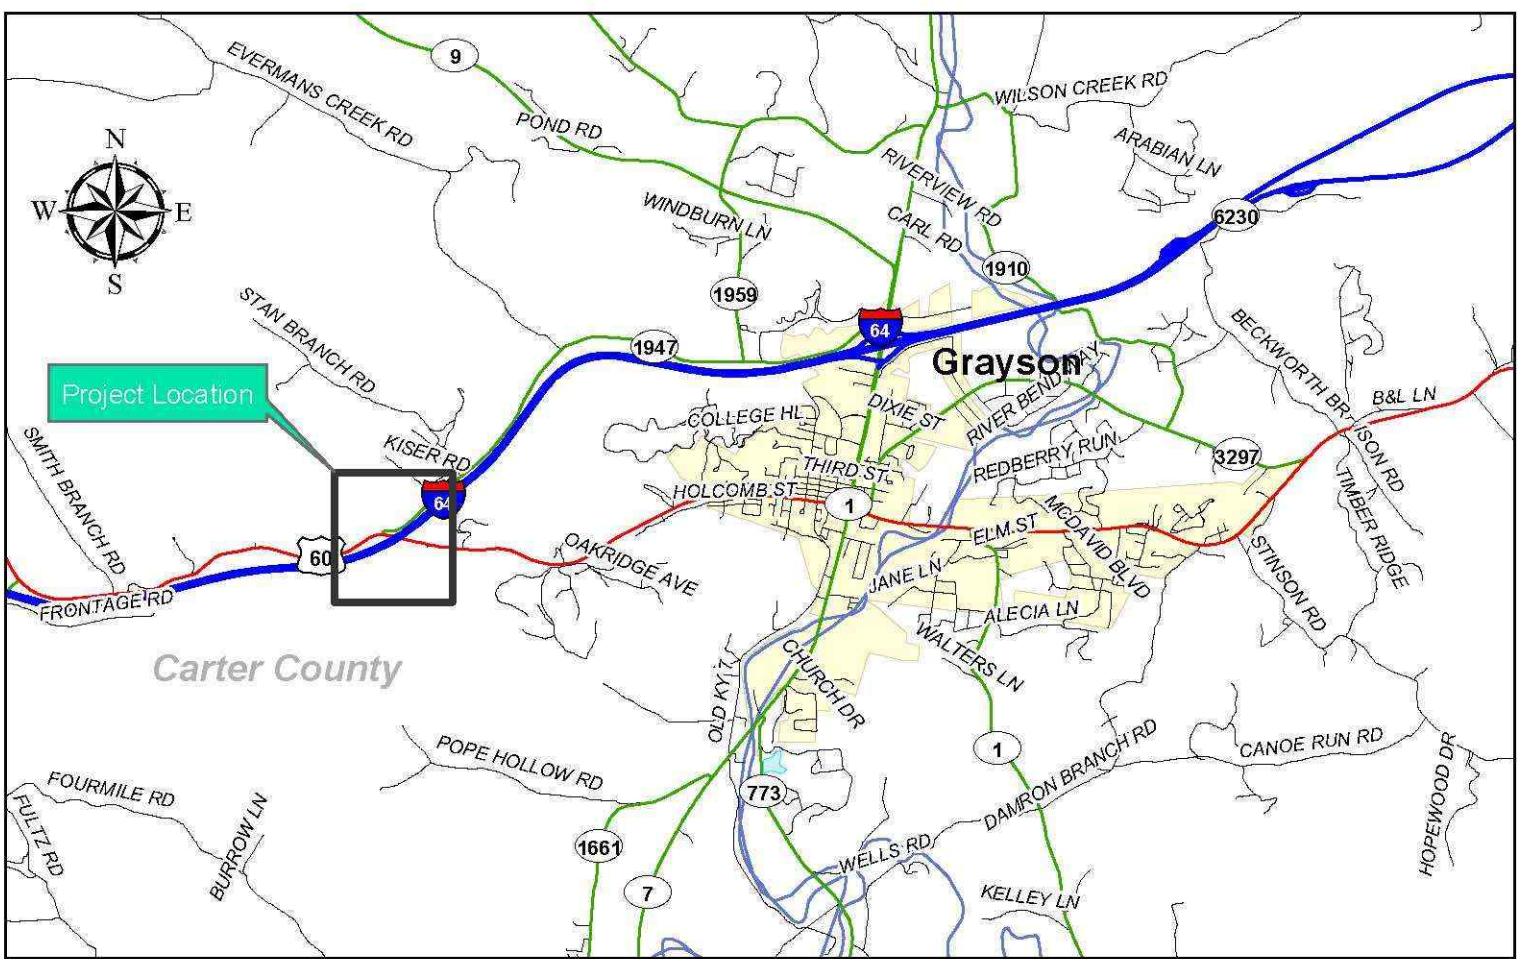 9
EVERMANS CREEK RD
POND RD
WILSON CREEK RD
ARABIAN LN
N
W
E
S
RIVERVIEW RD
CARL RD
WINDBURN LN
6230
1910
1959
STAN BRANCH RD
64
1947
Grayson
BECKWORTH BR
Project Location
B&L LN
COLLEGE HL
DIXIE ST
RIVER BEND WAY
SMITH BRANCH RD
KISER RD
THIRD ST
REDBERRY RUN
3297
ISON RD
HOLCOMB ST
64
1
TIMBER RIDGE
ELM ST
MCDAVID BLVD
60
OAKRIDGE AVE
STINSON RD
JANE LN
FRONTAGE RD
ALECIA LN
WALTERS LN
Carter County
CHURCH DR
OLD KY 7
1
POPE HOLLOW RD
DAMRON BRANCH RD
CANOE RUN RD
HOPEWOOD DR
FOURMILE RD
FULTZ RD
BURROW LN
773
1661
WELLS RD
7
KELLEY LN